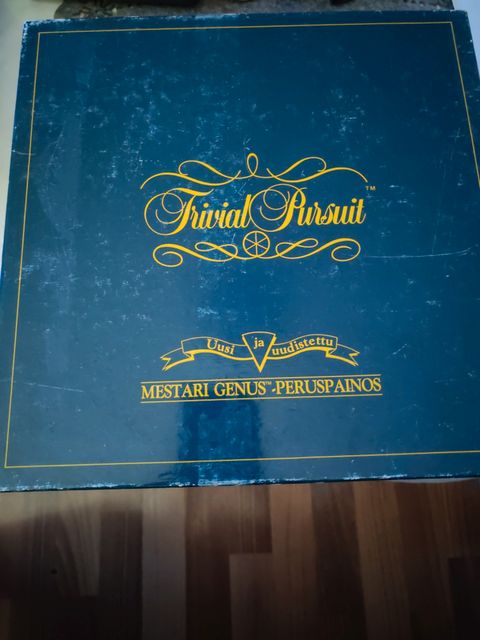 Trivial Pursuit™
Uusi ja uudistettu
MESTARI GENUS™-PERUSPAINOS